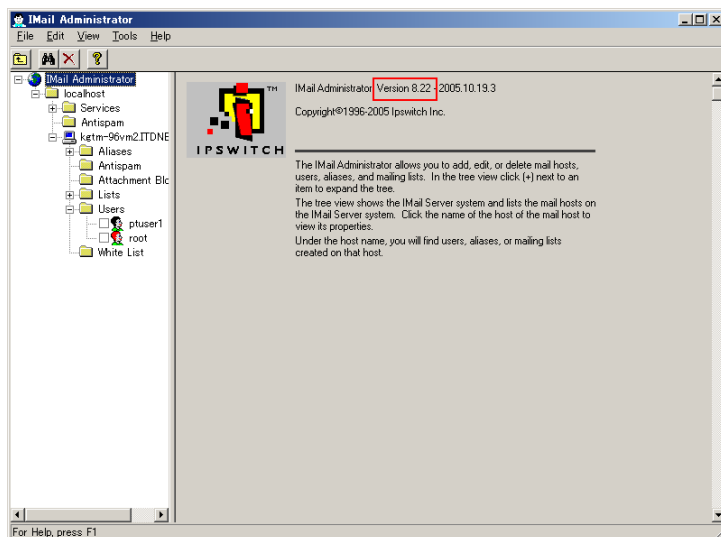 IMail Administrator
File Edit View Tools Help
IMail Administrator
localhost
Services
Antispam
kgtm-96vm2.ITDNE
Aliases
Antispam
Attachment Blc
Lists
Users
ptuser1
root
White List
TM
IPSWITCH
IMail Administrator Version 8.22 - 2005.10.19.3
Copyright©1996-2005 Ipswitch Inc.
The IMail Administrator allows you to add, edit, or delete mail hosts,
users, aliases, and mailing lists. In the tree view click (+) next to an
item to expand the tree.
The tree view shows the IMail Server system and lists the mail hosts on
the IMail Server system. Click the name of the host of the mail host to
view its properties.
Under the host name, you will find users, aliases, or mailing lists
created on that host.
For Help, press F1